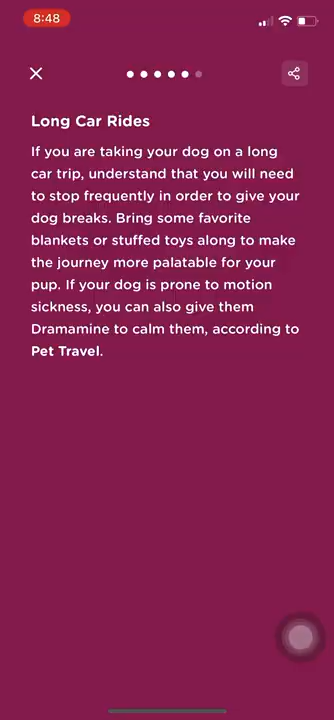 8:48
Long Car Rides
If you are taking your dog on a long
car trip, understand that you will need
to stop frequently in order to give your
dog breaks. Bring some favorite
blankets or stuffed toys along to make
the journey more palatable for your
pup. If your dog is prone to motion
sickness, you can also give them
Dramamine to calm them, according to
Pet Travel.